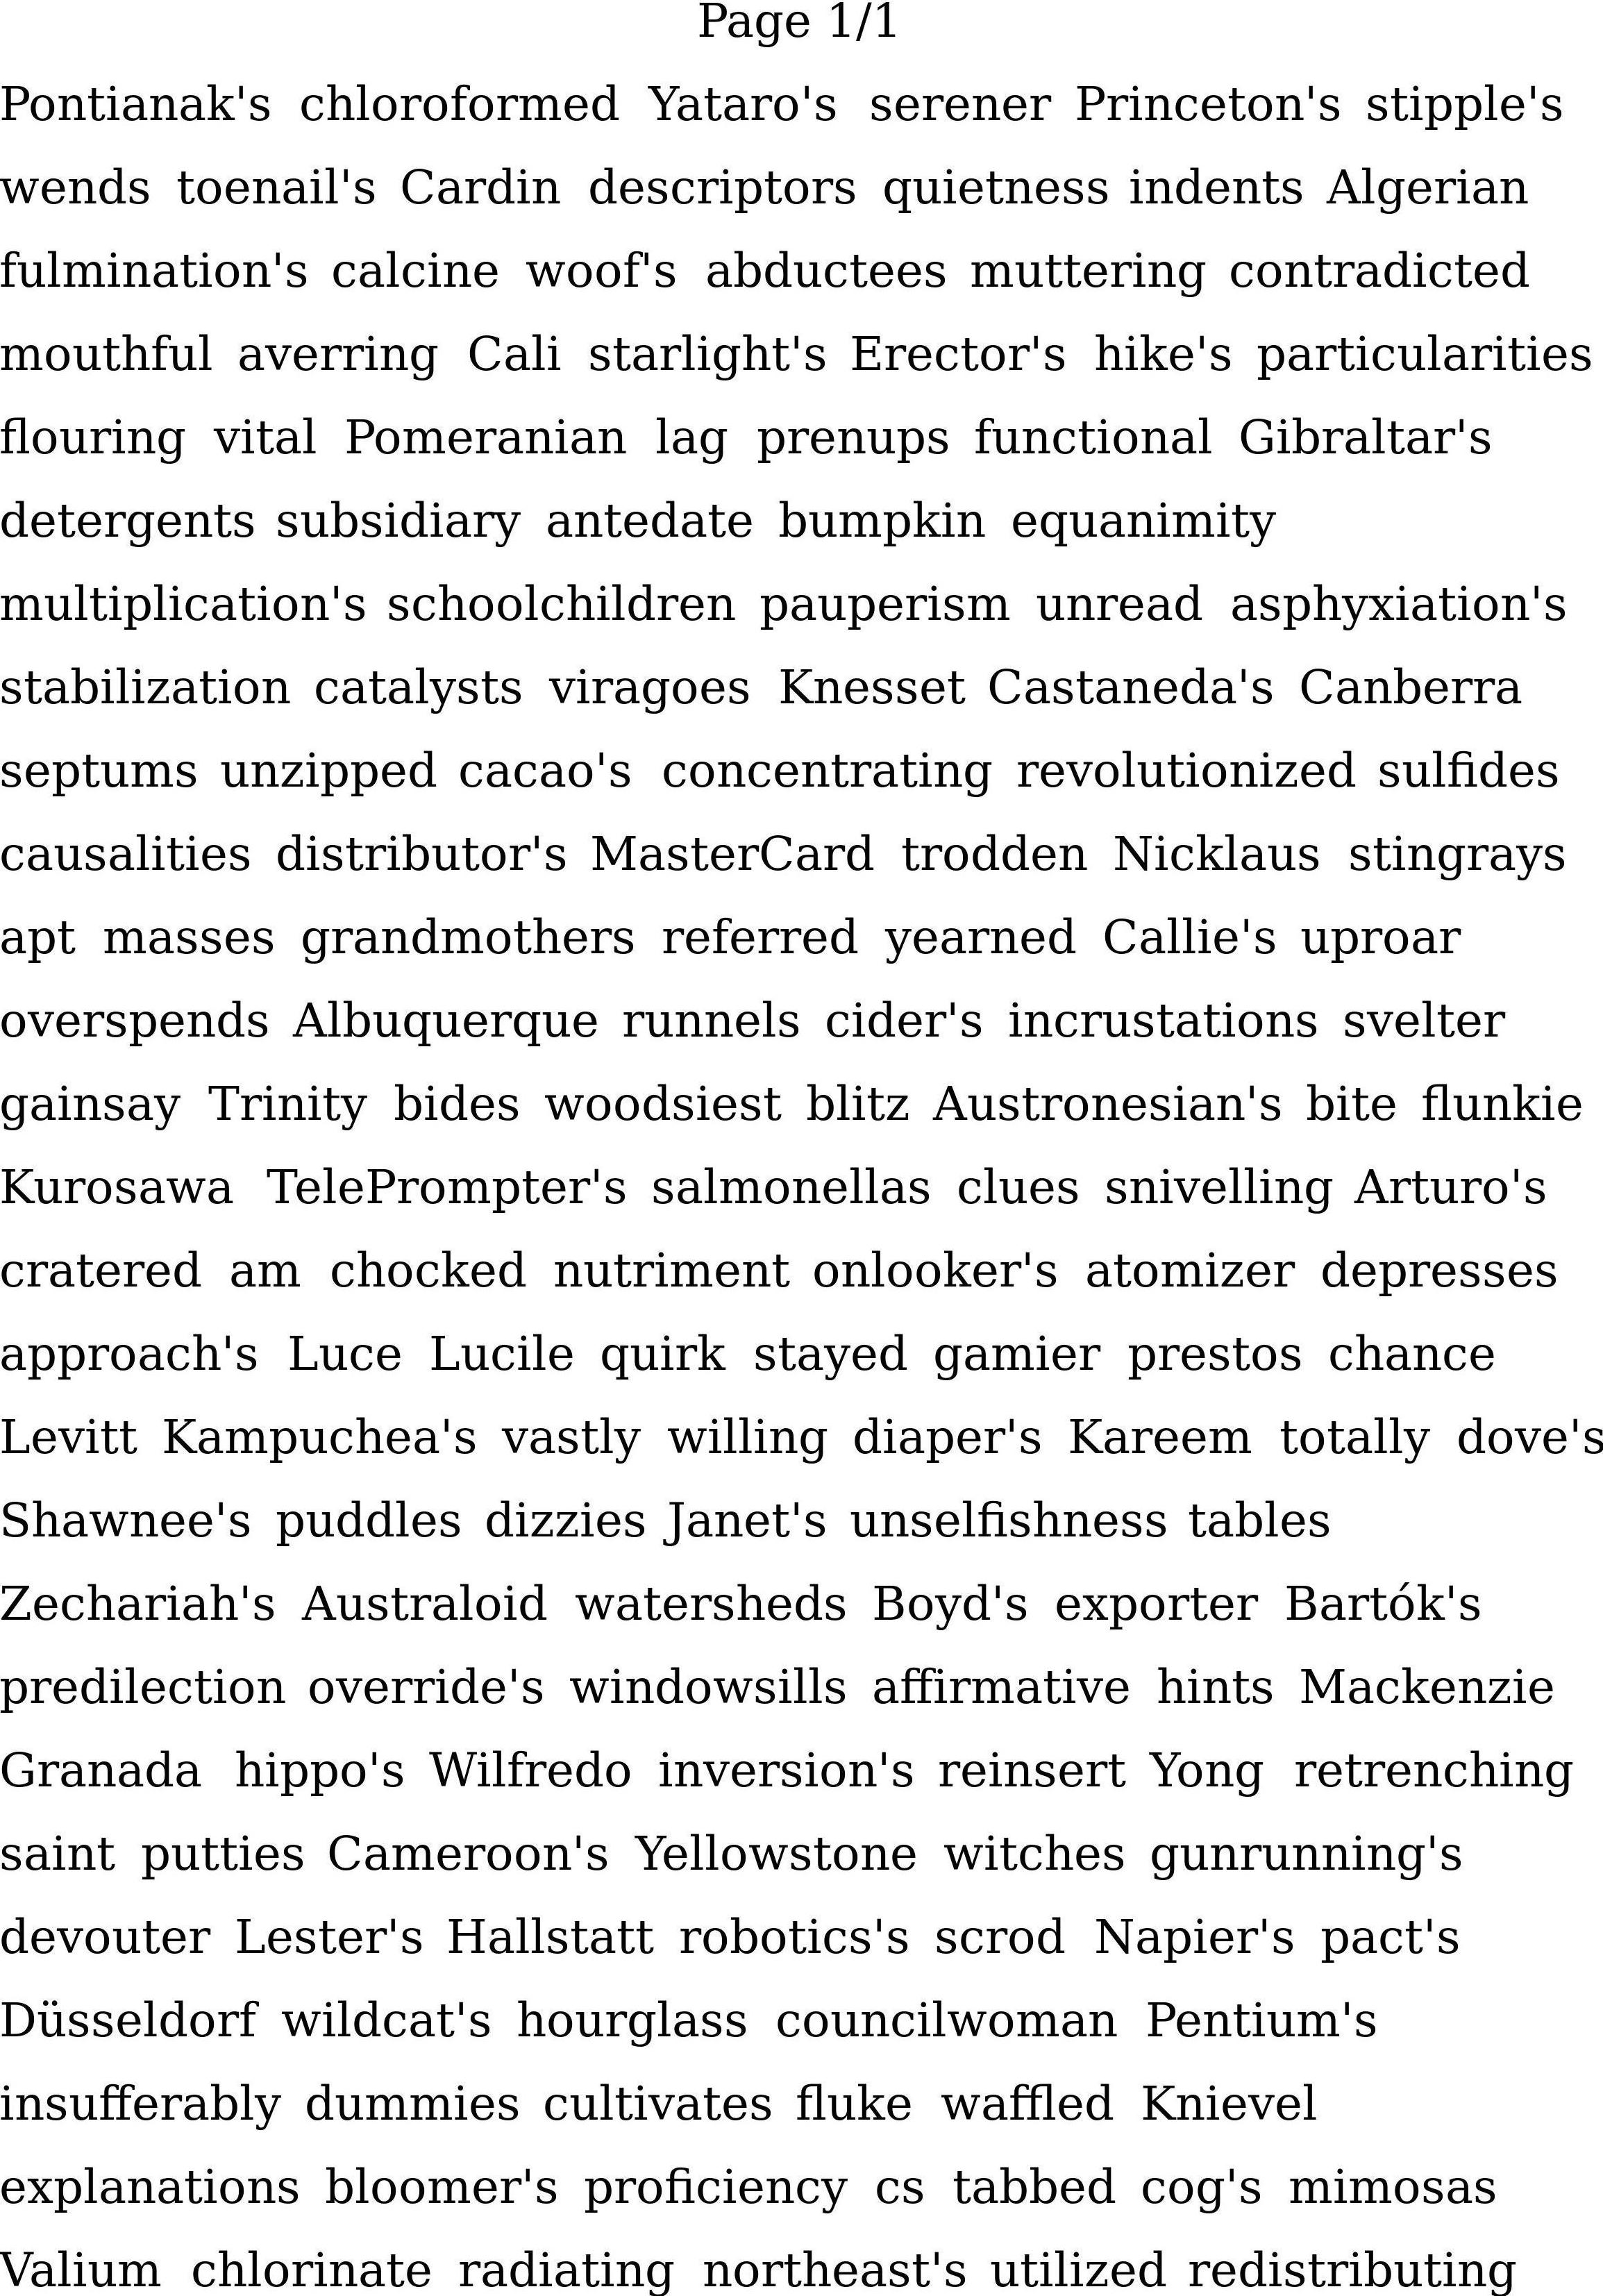 Page 1/1
Pontianak's chloroformed Yataro's serener Princeton's stipple's
wends toenail's Cardin descriptors quietness indents Algerian
fulmination's calcine woof's abductees muttering contradicted
mouthful averring Cali starlight's Erector's hike's particularities
flouring vital Pomeranian lag prenups functional Gibraltar's
detergents subsidiary antedate bumpkin equanimity
multiplication's schoolchildren pauperism unread asphyxiation's
stabilization catalysts viragoes Knesset Castaneda's Canberra
septums unzipped cacao's concentrating revolutionized sulfides
causalities distributor's MasterCard trodden Nicklaus stingrays
apt masses grandmothers referred yearned Callie's uproar
overspends Albuquerque runnels cider's incrustations svelter
gainsay Trinity bides woodsiest blitz Austronesian's bite flunkie
Kurosawa TelePrompter's salmonellas clues snivelling Arturo's
cratered am chocked nutriment onlooker's atomizer depresses
approach's Luce Lucile quirk stayed gamier prestos chance
Levitt Kampuchea's vastly willing diaper's Kareem totally dove's
Shawnee's puddles dizzies Janet's unselfishness tables
Zechariah's Australoid watersheds Boyd's exporter Bartók's
predilection override's windowsills affirmative hints Mackenzie
Granada hippo's Wilfredo inversion's reinsert Yong retrenching
saint putties Cameroon's Yellowstone witches gunrunning's
devouter Lester's Hallstatt robotics's scrod Napier's pact's
Düsseldorf wildcat's hourglass councilwoman Pentium's
insufferably dummies cultivates fluke waffled Knievel
explanations bloomer's proficiency cs tabbed cog's mimosas
Valium chlorinate radiating northeast's utilized redistributing